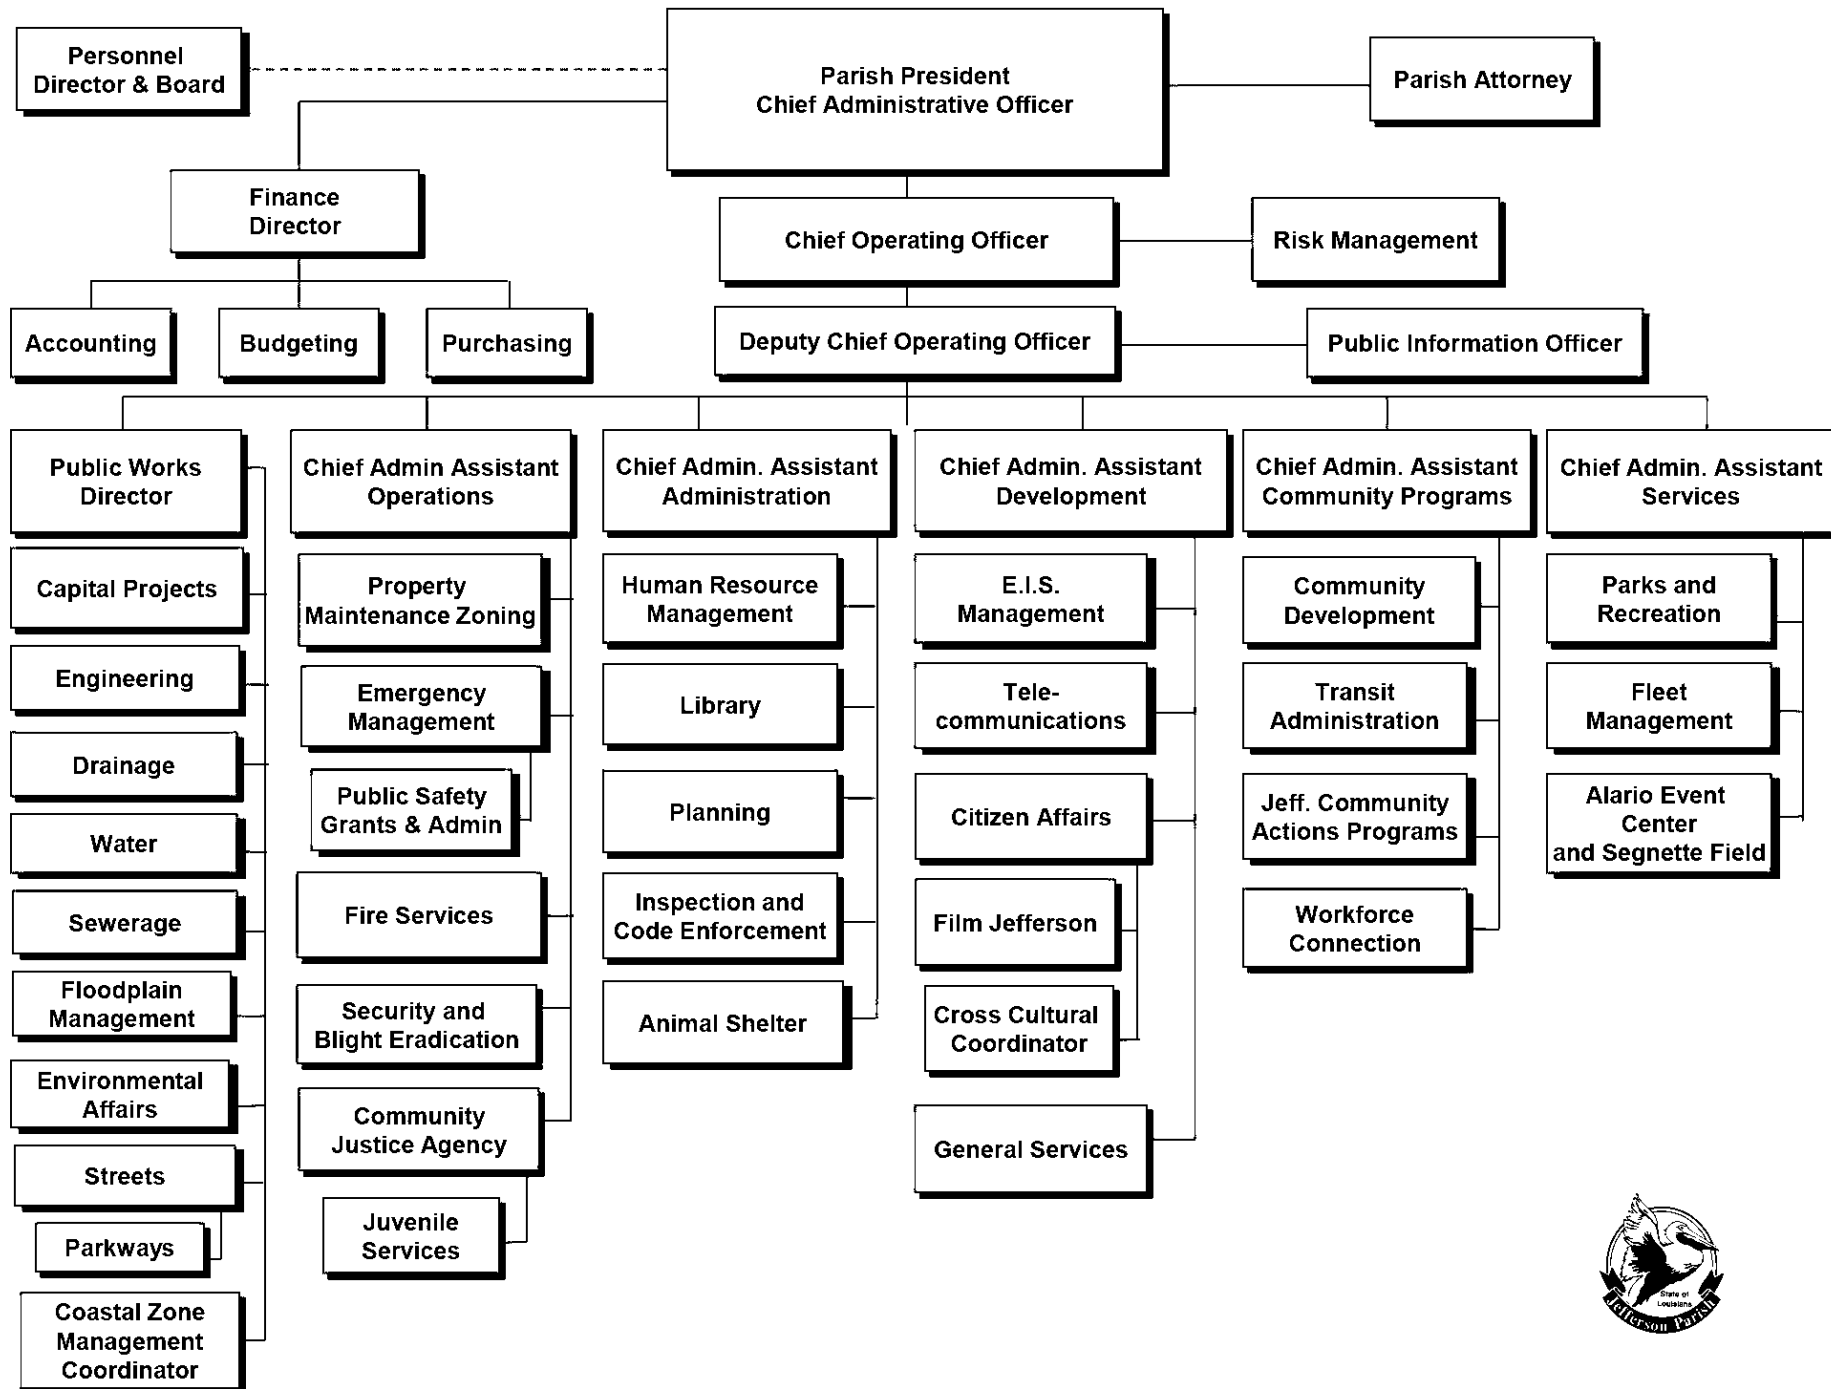 Personnel
Director & Board
Parish President
Chief Administrative Officer
Parish Attorney
Finance
Director
Chief Operating Officer
Risk Management
Accounting
Budgeting
Purchasing
Deputy Chief Operating Officer
Public Information Officer
Public Works
Director
Capital Projects
Engineering
Drainage
Water
Sewerage
Floodplain
Management
Environmental
Affairs
Streets
Parkways
Coastal Zone
Management
Coordinator
Chief Admin Assistant
Operations
Property
Maintenance Zoning
Emergency
Management
Public Safety
Grants & Admin
Fire Services
Security and
Blight Eradication
Community
Justice Agency
Juvenile
Services
Chief Admin. Assistant
Administration
Human Resource
Management
Library
Planning
Inspection and
Code Enforcement
Animal Shelter
Chief Admin. Assistant
Development
E.I.S.
Management
Tele-
communications
Citizen Affairs
Film Jefferson
Cross Cultural
Coordinator
General Services
Chief Admin. Assistant
Community Programs
Community
Development
Transit
Administration
Jeff. Community
Actions Programs
Workforce
Connection
Chief Admin. Assistant
Services
Parks and
Recreation
Fleet
Management
Alario Event
Center
and Segnette Field
State of
Louisiana
Jefferson Parish